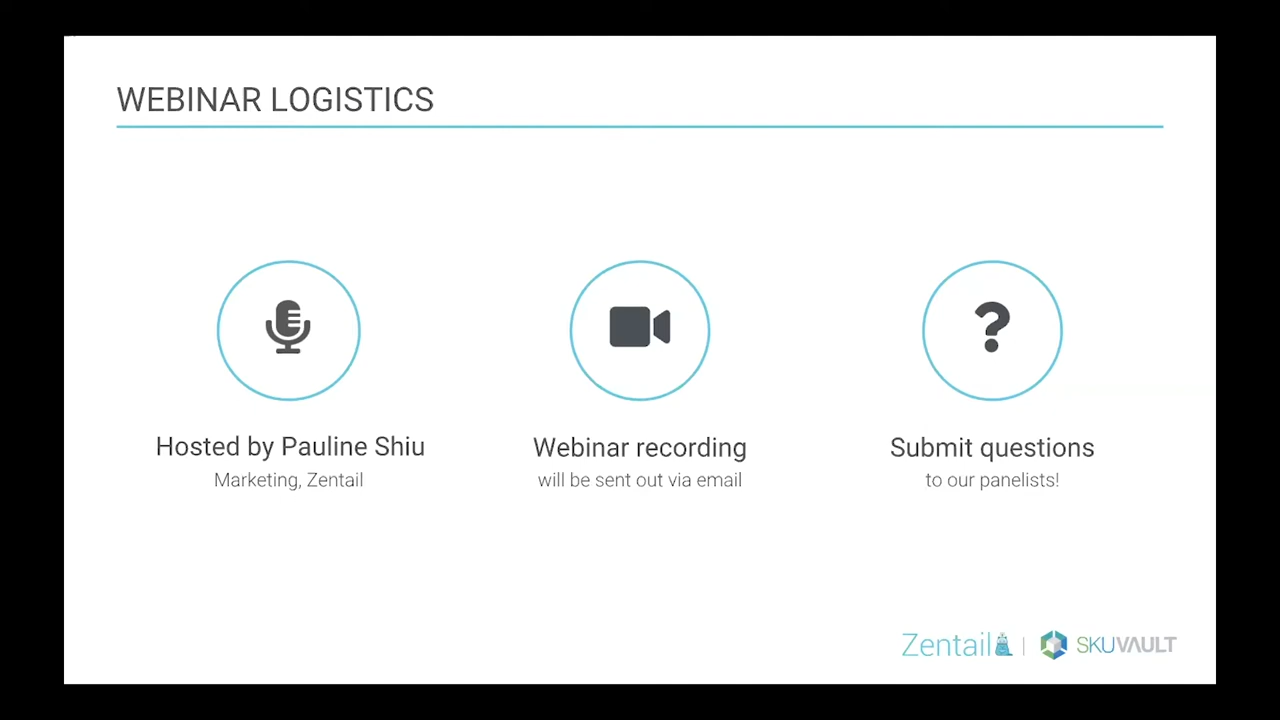 WEBINAR LOGISTICS
Hosted by Pauline Shiu
Marketing, Zentail
Webinar recording
will be sent out via email
Submit questions
to our panelists!
Zentail | SKUVAULT